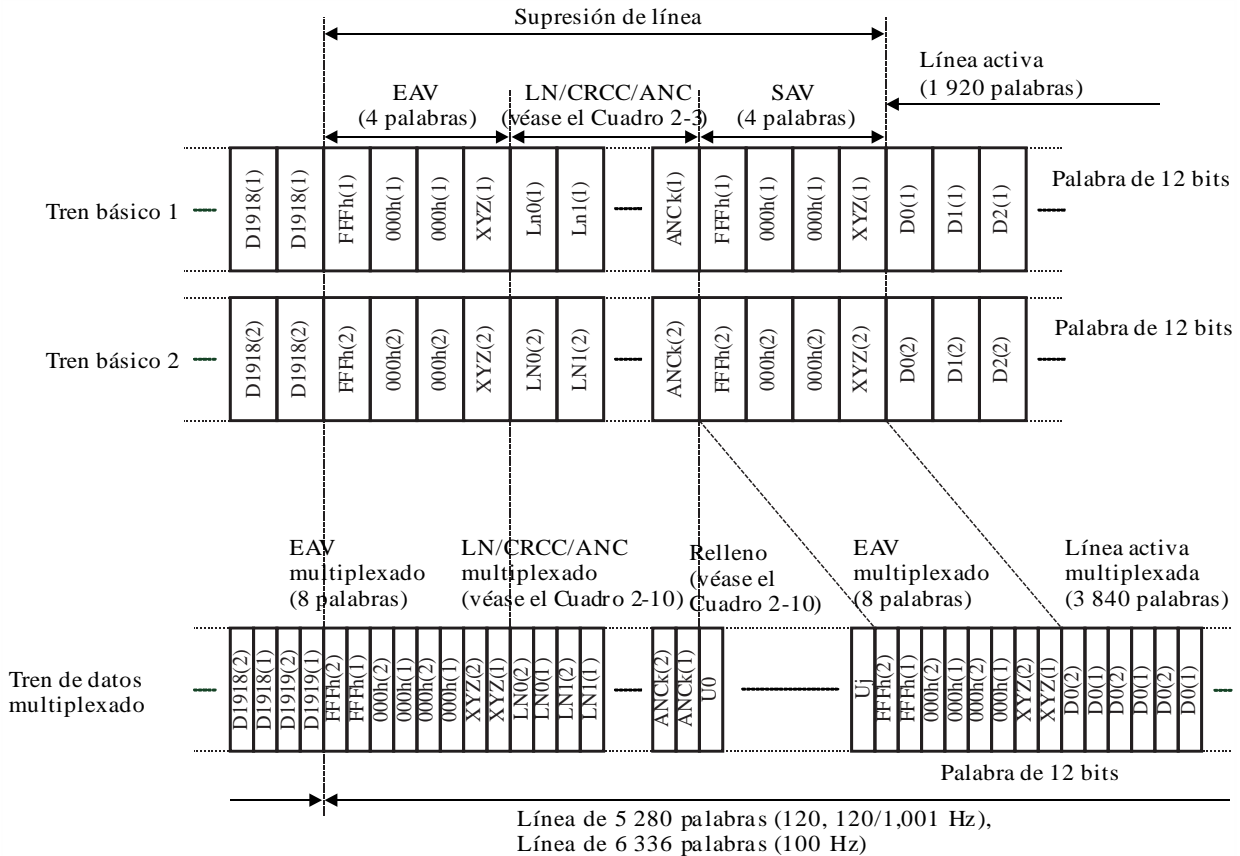 Supresión de línea
Línea activa
(1 920 palabras)
EAV
(4 palabras)
LN/CRCC/ANC
(véase el Cuadro 2-3)
SAV
(4 palabras)
Tren básico 1
D1918(1)
D1918(1)
FFFh(1)
000h(1)
000h(1)
XYZ(1)
Ln0(1)
Ln1(1)
ANCk(1)
FFFh(1)
000h(1)
000h(1)
XYZ(1)
D0(1)
D1(1)
D2(1)
Palabra de 12 bits
Tren básico 2
D1918(2)
D1918(2)
FFFh(2)
000h(2)
000h(2)
XYZ(2)
LN0(2)
LN1(2)
ANCk(2)
FFFh(2)
000h(2)
000h(2)
XYZ(2)
D0(2)
D1(2)
D2(2)
Palabra de 12 bits
EAV
multiplexado
(8 palabras)
LN/CRCC/ANC
multiplexado
(véase el Cuadro 2-10)
Relleno
(véase el
Cuadro 2-10)
EAV
multiplexado
(8 palabras)
Línea activa
multiplexada
(3 840 palabras)
Tren de datos
multiplexado
D1918(2)
D1918(1)
D1919(2)
D1919(1)
FFFh(2)
FFFh(1)
000h(2)
000h(1)
000h(2)
000h(1)
XYZ(2)
XYZ(1)
LN0(2)
LN0(1)
LN1(2)
LN1(1)
ANCk(2)
ANCk(1)
U0
Uj
FFFh(2)
FFFh(1)
000h(2)
000h(1)
000h(2)
000h(1)
XYZ(2)
XYZ(1)
D0(2)
D0(1)
D0(2)
D0(1)
D0(2)
D0(1)
Palabra de 12 bits
Línea de 5 280 palabras (120, 120/1,001 Hz),
Línea de 6 336 palabras (100 Hz)